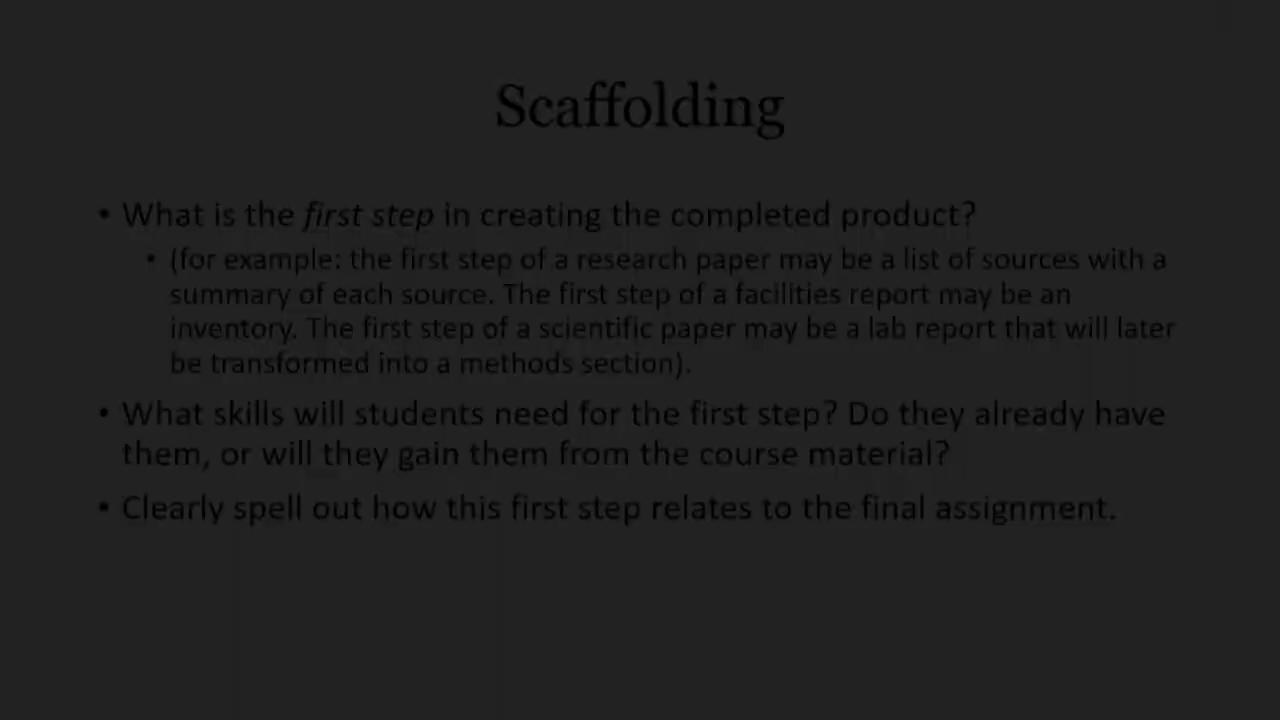 Scaffolding
• What is the first step in creating the completed product?
• (for example: the first step of a research paper may be a list of sources with a
summary of each source. The first step of a facilities report may be an
inventory. The first step of a scientific paper may be a lab report that will later
be transformed into a methods section).
• What skills will students need for the first step? Do they already have
them, or will they gain them from the course material?
• Clearly spell out how this first step relates to the final assignment.